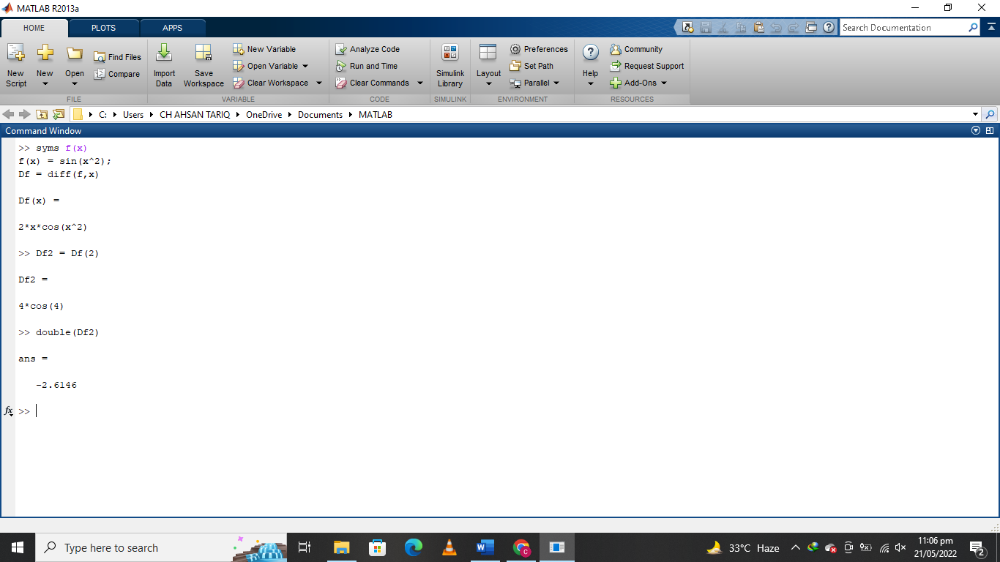 MATLAB R2013a
HOME PLOTS APPS Search Documentation
New Script New Open Find Files Compare Import Data Save Workspace New Variable Open Variable Clear Workspace Analyze Code Run and Time Clear Commands Simulink Library Layout Preferences Set Path Parallel Help Community Request Support Add-Ons
FILE VARIABLE CODE SIMULINK ENVIRONMENT RESOURCES
C: Users CH AHSAN TARIQ OneDrive Documents MATLAB
Command Window
>> syms f(x)
f(x) = sin(x^2);
Df = diff(f,x)
Df(x) =
2*x*cos(x^2)
>> Df2 = Df(2)
Df2 =
4*cos(4)
>> double(Df2)
ans =
-2.6146
fx >>
Type here to search 33°C Haze 11:06 pm
21/05/2022 2